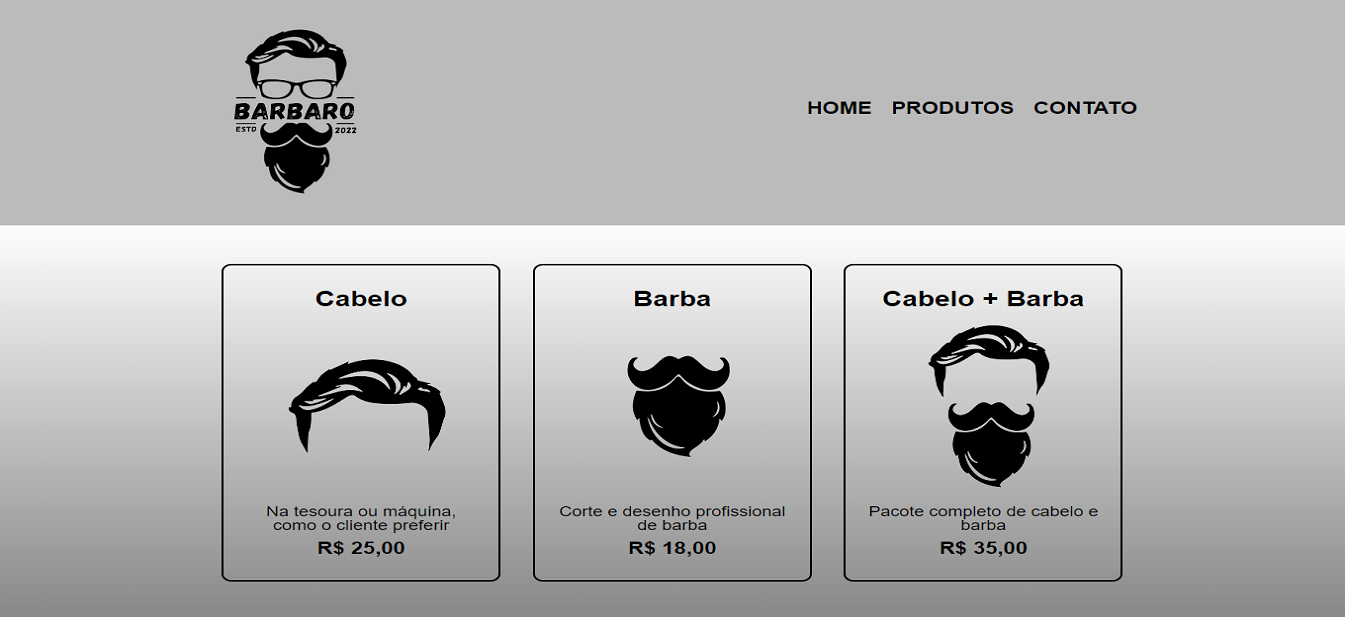 BARBARO
ESTD 2022
HOME PRODUTOS CONTATO
Cabelo
Na tesoura ou máquina,
como o cliente preferir
R$ 25,00
Barba
Corte e desenho profissional
de barba
R$ 18,00
Cabelo + Barba
Pacote completo de cabelo e
barba
R$ 35,00